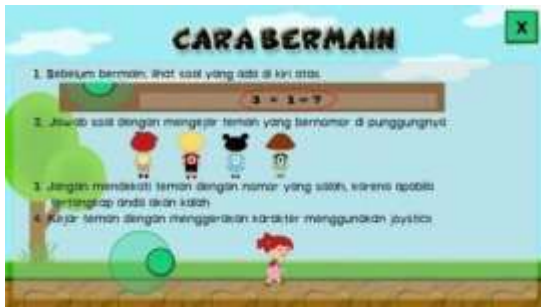 CARA BERMAIN
X
1. Sebelum bermain, lihat soal yang ada di kiri atas.
3 + 1 = ?
2. Jawab soal dengan mengejar teman yang bernomor di punggungnya
3. Jangan mendekati teman dengan nomor yang salah, karena apabila
tertangkap anda akan kalah
4. Kejar teman dengan menggerakan karakter menggunakan joystick